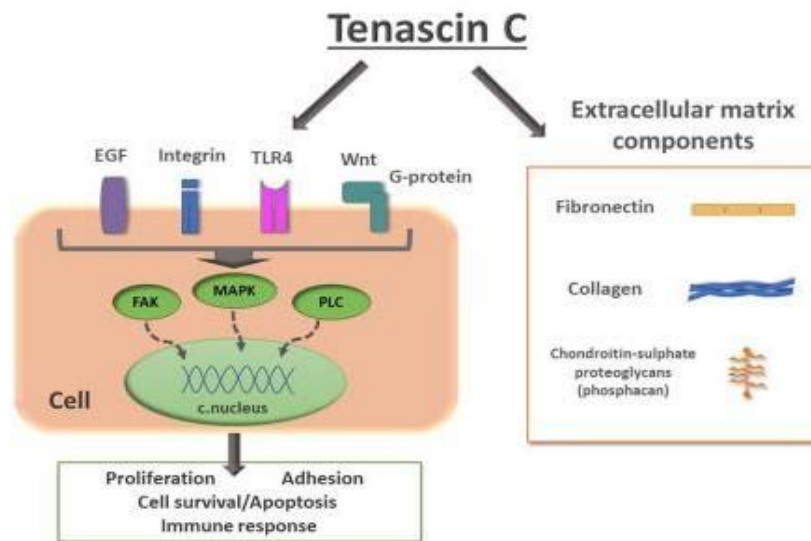 Tenascin C
Extracellular matrix
components
EGF
Integrin
TLR4
Wnt
G-protein
FAK
MAPK
PLC
Cell
c.nucleus
Proliferation Adhesion
Cell survival/Apoptosis
Immune response
Fibronectin
Collagen
Chondroitin-sulphate
proteoglycans
(phosphacan)